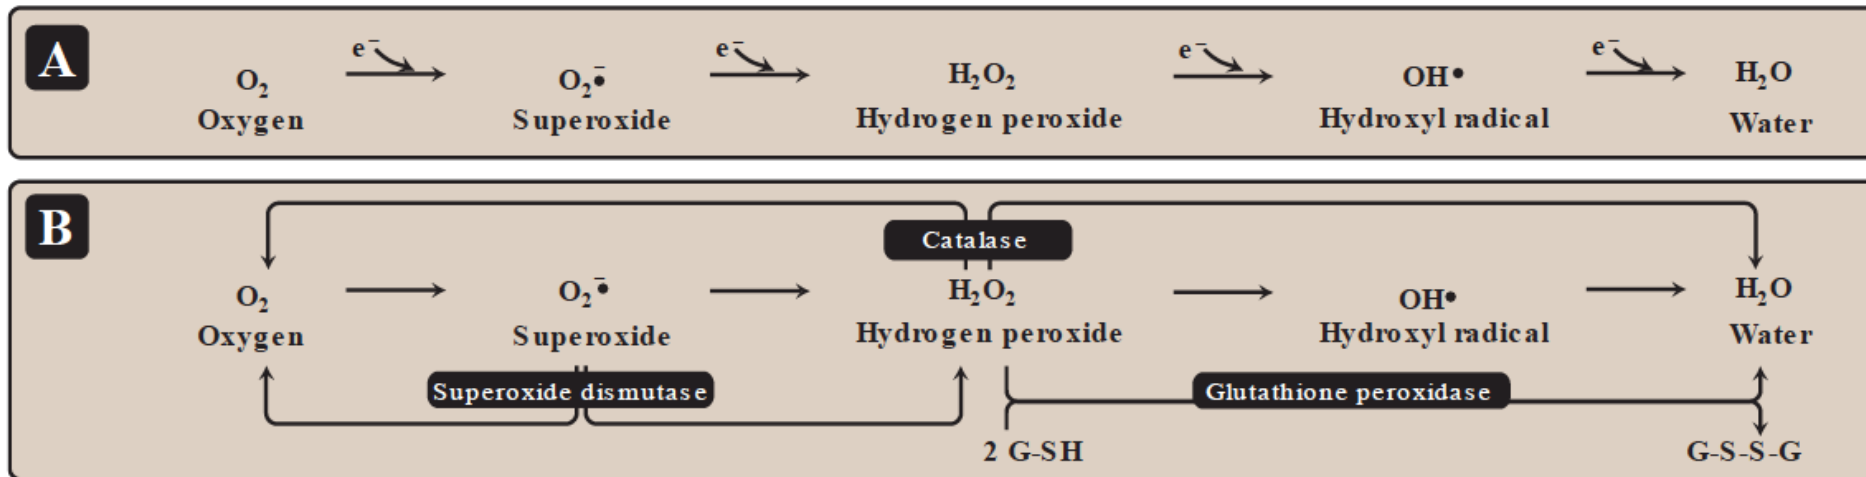 A
e⁻ e⁻ e⁻ e⁻
O₂ O₂•̄ H₂O₂ OH• H₂O
Oxygen Superoxide Hydrogen peroxide Hydroxyl radical Water
B
Catalase
O₂ O₂•̄ H₂O₂ OH• H₂O
Oxygen Superoxide Hydrogen peroxide Hydroxyl radical Water
Superoxide dismutase Glutathione peroxidase
2 G-SH G-S-S-G